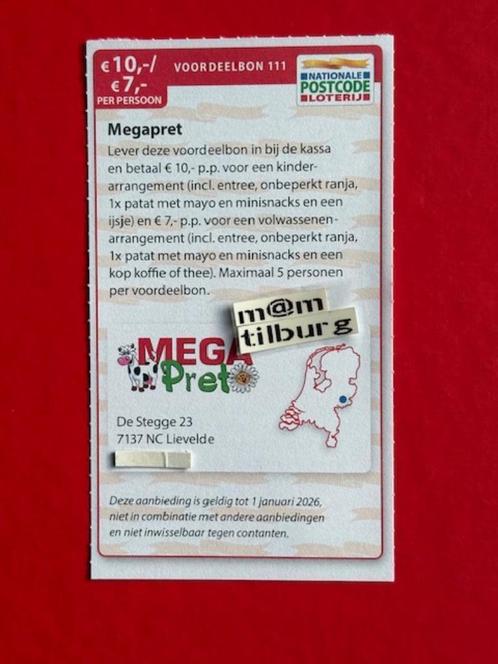 € 10,-/
€ 7,-
PER PERSOON
VOORDEELBON 111
NATIONALE
POSTCODE
LOTERIJ
Megapret
Lever deze voordeelbon in bij de kassa
en betaal € 10,- p.p. voor een kinder-
arrangement (incl. entree, onbeperkt ranja,
1x patat met mayo en minisnacks en een
ijsje) en € 7,- p.p. voor een volwassenen-
arrangement (incl. entree, onbeperkt ranja,
1x patat met mayo en minisnacks en een
kop koffie of thee). Maximaal 5 personen
per voordeelbon.
m@m
tilburg
MEGA
Pret
De Stegge 23
7137 NC Lievelde
Deze aanbieding is geldig tot 1 januari 2026,
niet in combinatie met andere aanbiedingen
en niet inwisselbaar tegen contanten.